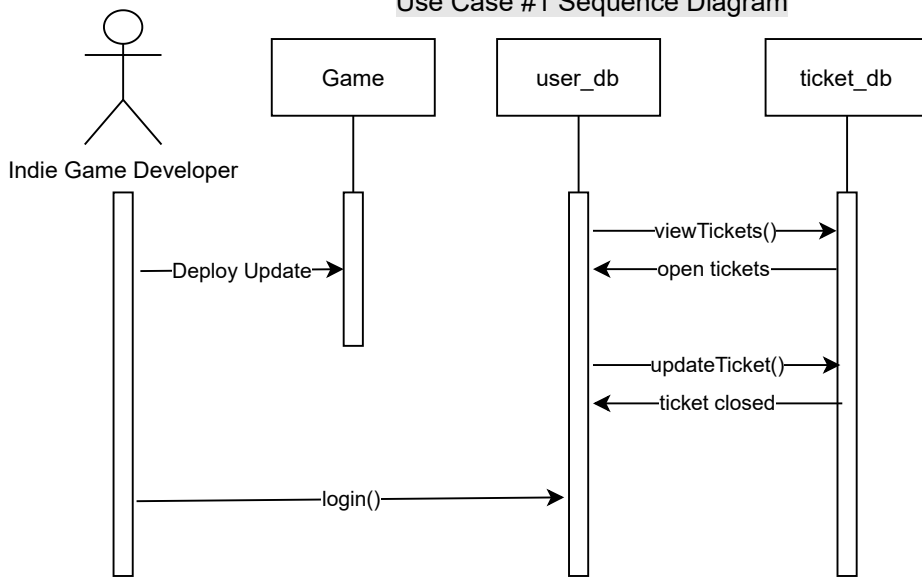 Use Case #1 Sequence Diagram
Game
user_db
ticket_db
Indie Game Developer
viewTickets()
Deploy Update
open tickets
updateTicket()
ticket closed
login()